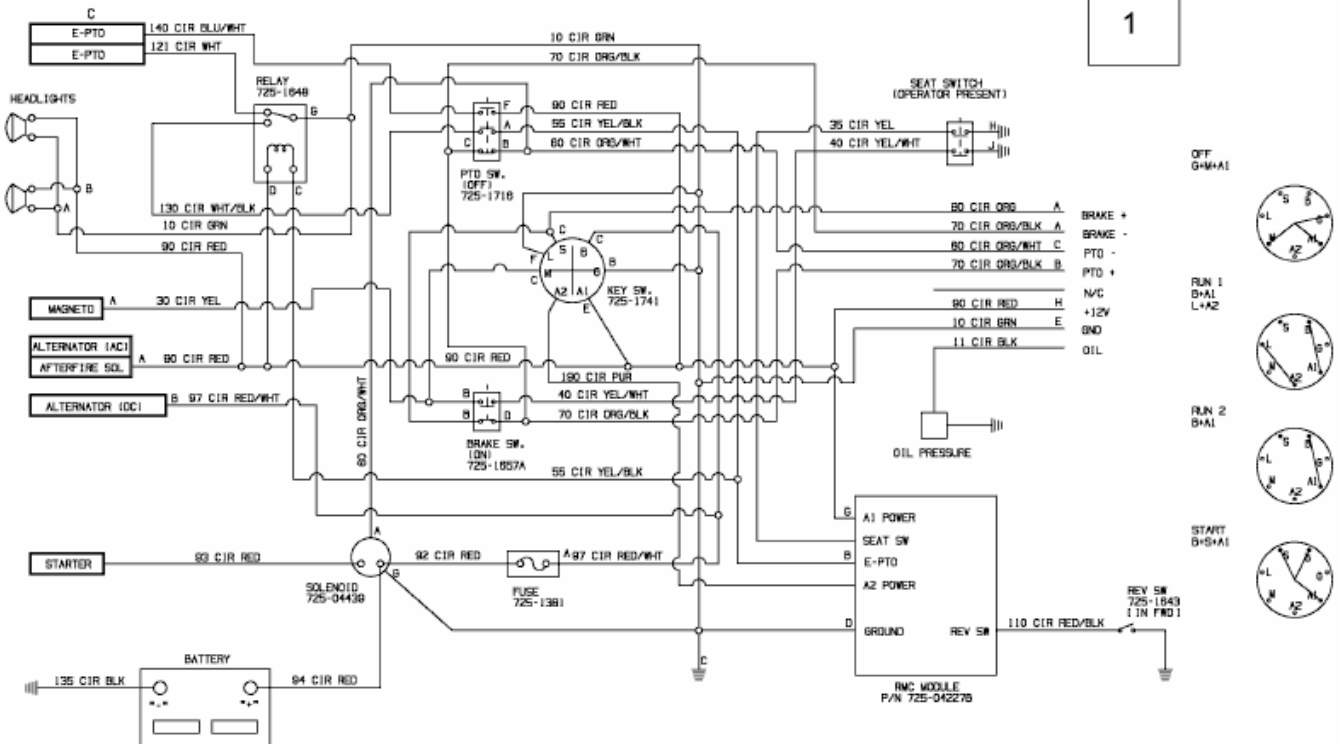 1
C
E-PTO
140 CIR BLU/WHT
E-PTO
121 CIR WHT
10 CIR GRN
70 CIR ORG/BLK
HEADLIGHTS
RELAY
725-1648
G
D C
B
A
130 CIR WHT/BLK
10 CIR GRN
90 CIR RED
F
A
C B
PTO SW.
(OFF)
725-1716
90 CIR RED
55 CIR YEL/BLK
60 CIR ORG/WHT
SEAT SWITCH
(OPERATOR PRESENT)
35 CIR YEL H
40 CIR YEL/WHT J
80 CIR ORG A BRAKE +
70 CIR ORG/BLK A BRAKE -
60 CIR ORG/WHT C PTO -
70 CIR ORG/BLK B PTO +
N/C
90 CIR RED H +12V
10 CIR GRN E GND
11 CIR BLK OIL
C C
F L S B B
C M G
A2 A1
E
KEY SW.
725-1741
MAGNETO A 30 CIR YEL
ALTERNATOR (AC)
AFTERFIRE SOL A 90 CIR RED
90 CIR RED
ALTERNATOR (DC) B 97 CIR RED/WHT
190 CIR PUR
B 40 CIR YEL/WHT
B D 70 CIR ORG/BLK
BRAKE SW.
(ON)
725-1657A
60 CIR ORG/WHT
55 CIR YEL/BLK
OIL PRESSURE
STARTER
93 CIR RED
A
G
SOLENOID
725-04439
92 CIR RED
FUSE
725-1381
A 97 CIR RED/WHT
G A1 POWER
SEAT SW
B E-PTO
A2 POWER
D GROUND
REV SW
RMC MODULE
P/N 725-04227B
110 CIR RED/BLK
REV SW
725-1643
(IN FWD)
C
BATTERY
135 CIR BLK
"-" "+"
94 CIR RED
OFF
G+M+A1
S B
L G
M A1
A2
RUN 1
B+A1
L+A2
S B
L G
M A1
A2
RUN 2
B+A1
S B
L G
M A1
A2
START
B+S+A1
S B
L G
M A1
A2